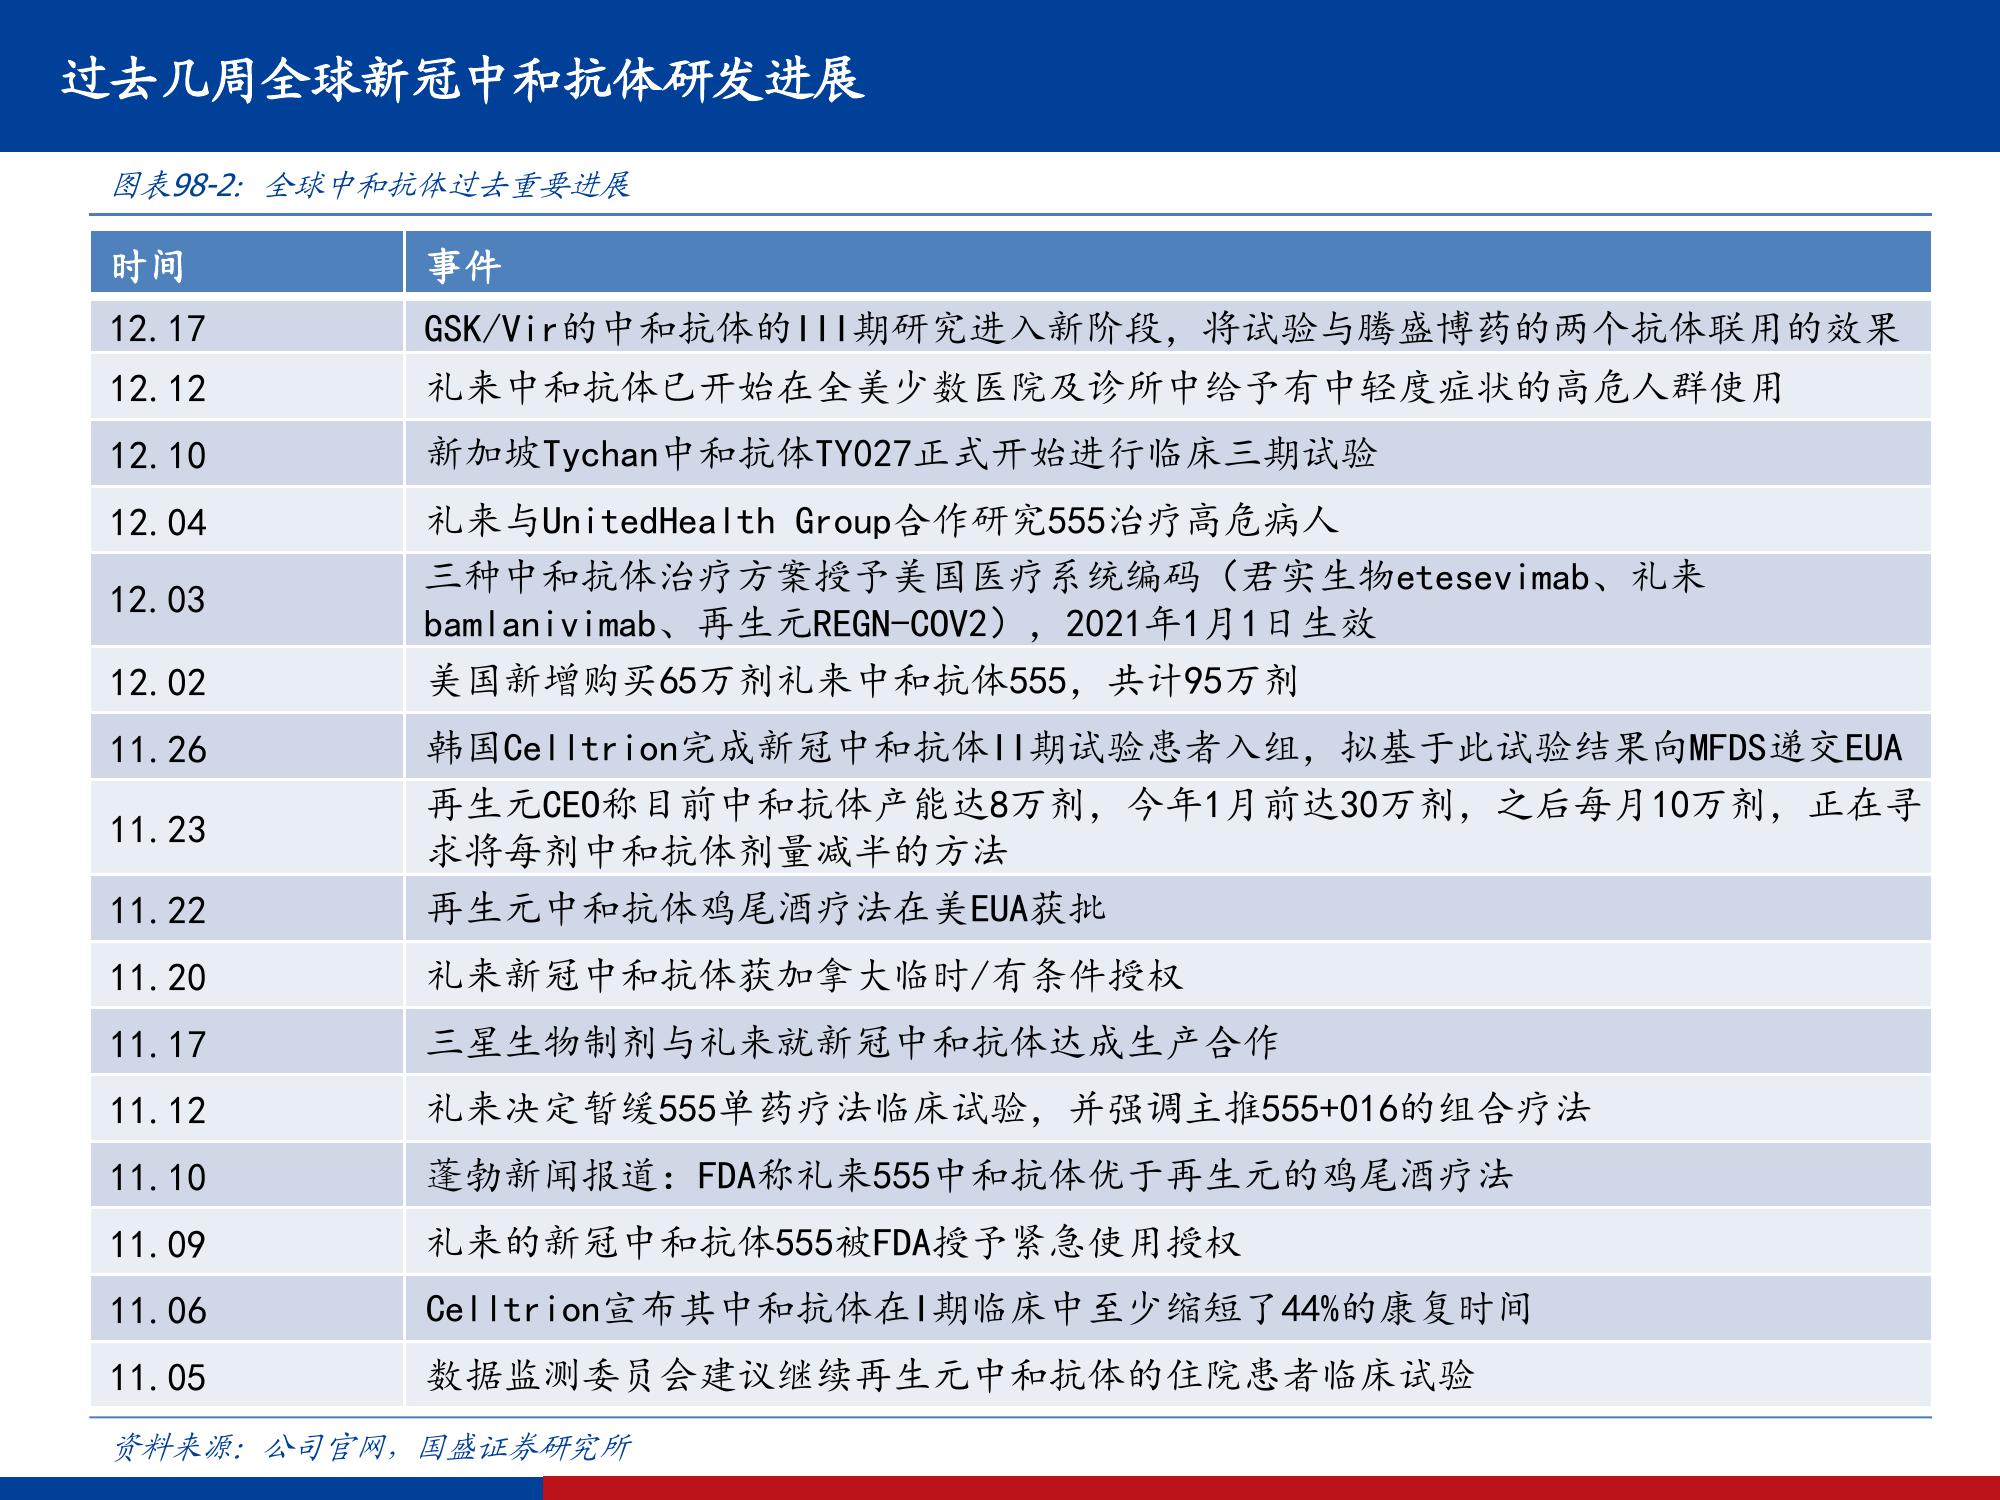 过去几周全球新冠中和抗体研发进展
图表98-2：全球中和抗体过去重要进展
时间 事件
12.17 GSK/Vir的中和抗体的III期研究进入新阶段，将试验与腾盛博药的两个抗体联用的效果
12.12 礼来中和抗体已开始在全美少数医院及诊所中给予有中轻度症状的高危人群使用
12.10 新加坡Tychan中和抗体TY027正式开始进行临床三期试验
12.04 礼来与UnitedHealth Group合作研究555治疗高危病人
12.03 三种中和抗体治疗方案授予美国医疗系统编码（君实生物etesevimab、礼来
bamlanivimab、再生元REGN-COV2），2021年1月1日生效
12.02 美国新增购买65万剂礼来中和抗体555，共计95万剂
11.26 韩国Celltrion完成新冠中和抗体II期试验患者入组，拟基于此试验结果向MFDS递交EUA
11.23 再生元CEO称目前中和抗体产能达8万剂，今年1月前达30万剂，之后每月10万剂，正在寻
求将每剂中和抗体剂量减半的方法
11.22 再生元中和抗体鸡尾酒疗法在美EUA获批
11.20 礼来新冠中和抗体获加拿大临时/有条件授权
11.17 三星生物制剂与礼来就新冠中和抗体达成生产合作
11.12 礼来决定暂缓555单药疗法临床试验，并强调主推555+016的组合疗法
11.10 蓬勃新闻报道：FDA称礼来555中和抗体优于再生元的鸡尾酒疗法
11.09 礼来的新冠中和抗体555被FDA授予紧急使用授权
11.06 Celltrion宣布其中和抗体在I期临床中至少缩短了44%的康复时间
11.05 数据监测委员会建议继续再生元中和抗体的住院患者临床试验
资料来源：公司官网，国盛证券研究所